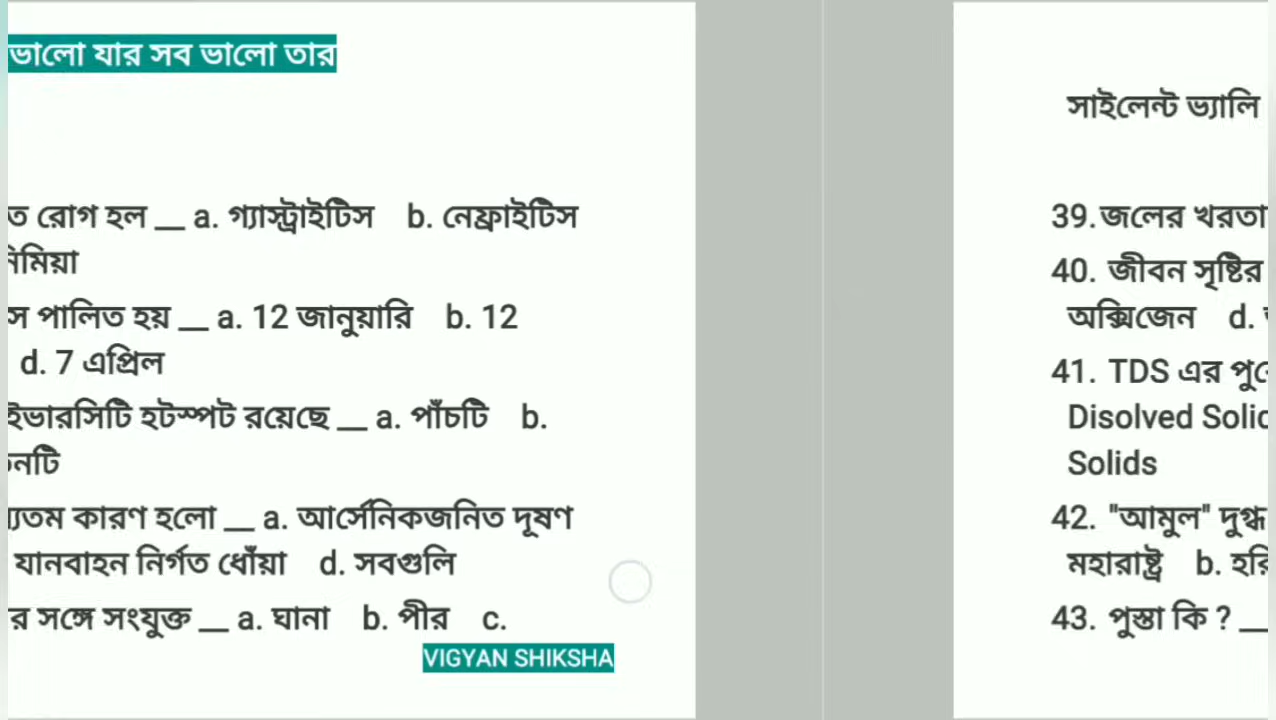 ভালো যার সব ভালো তার
ত রোগ হল __ a. গ্যাস্ট্রাইটিস b. নেফ্রাইটিস
নিমিয়া
স পালিত হয় __ a. 12 জানুয়ারি b. 12
d. 7 এপ্রিল
ইভারসিটি হটস্পট রয়েছে __ a. পাঁচটি b.
নটি
্যতম কারণ হলো __ a. আর্সেনিকজনিত দূষণ
যানবাহন নির্গত ধোঁয়া d. সবগুলি
র সঙ্গে সংযুক্ত __ a. ঘানা b. পীর c.
VIGYAN SHIKSHA
সাইলেন্ট ভ্যালি
39. জলের খরতা
40. জীবন সৃষ্টির
অক্সিজেন d.
41. TDS এর পুরো
Disolved Solid
Solids
42. "আমুল" দুগ্ধ
মহারাষ্ট্র b. হরি
43. পুস্তা কি ? __